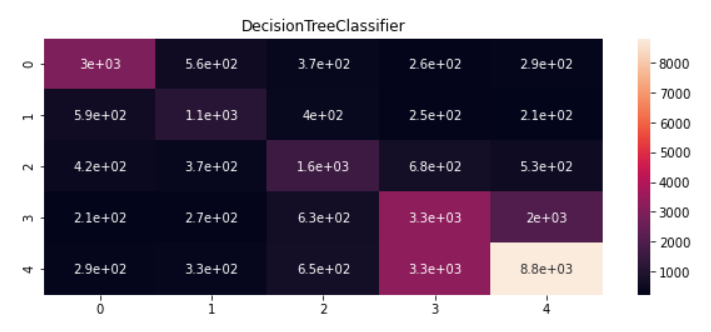 DecisionTreeClassifier
0 3e+03 5.6e+02 3.7e+02 2.6e+02 2.9e+02
1 5.9e+02 1.1e+03 4e+02 2.5e+02 2.1e+02
2 4.2e+02 3.7e+02 1.6e+03 6.8e+02 5.3e+02
3 2.1e+02 2.7e+02 6.3e+02 3.3e+03 2e+03
4 2.9e+02 3.3e+02 6.5e+02 3.3e+03 8.8e+03
0 1 2 3 4
8000
7000
6000
5000
4000
3000
2000
1000